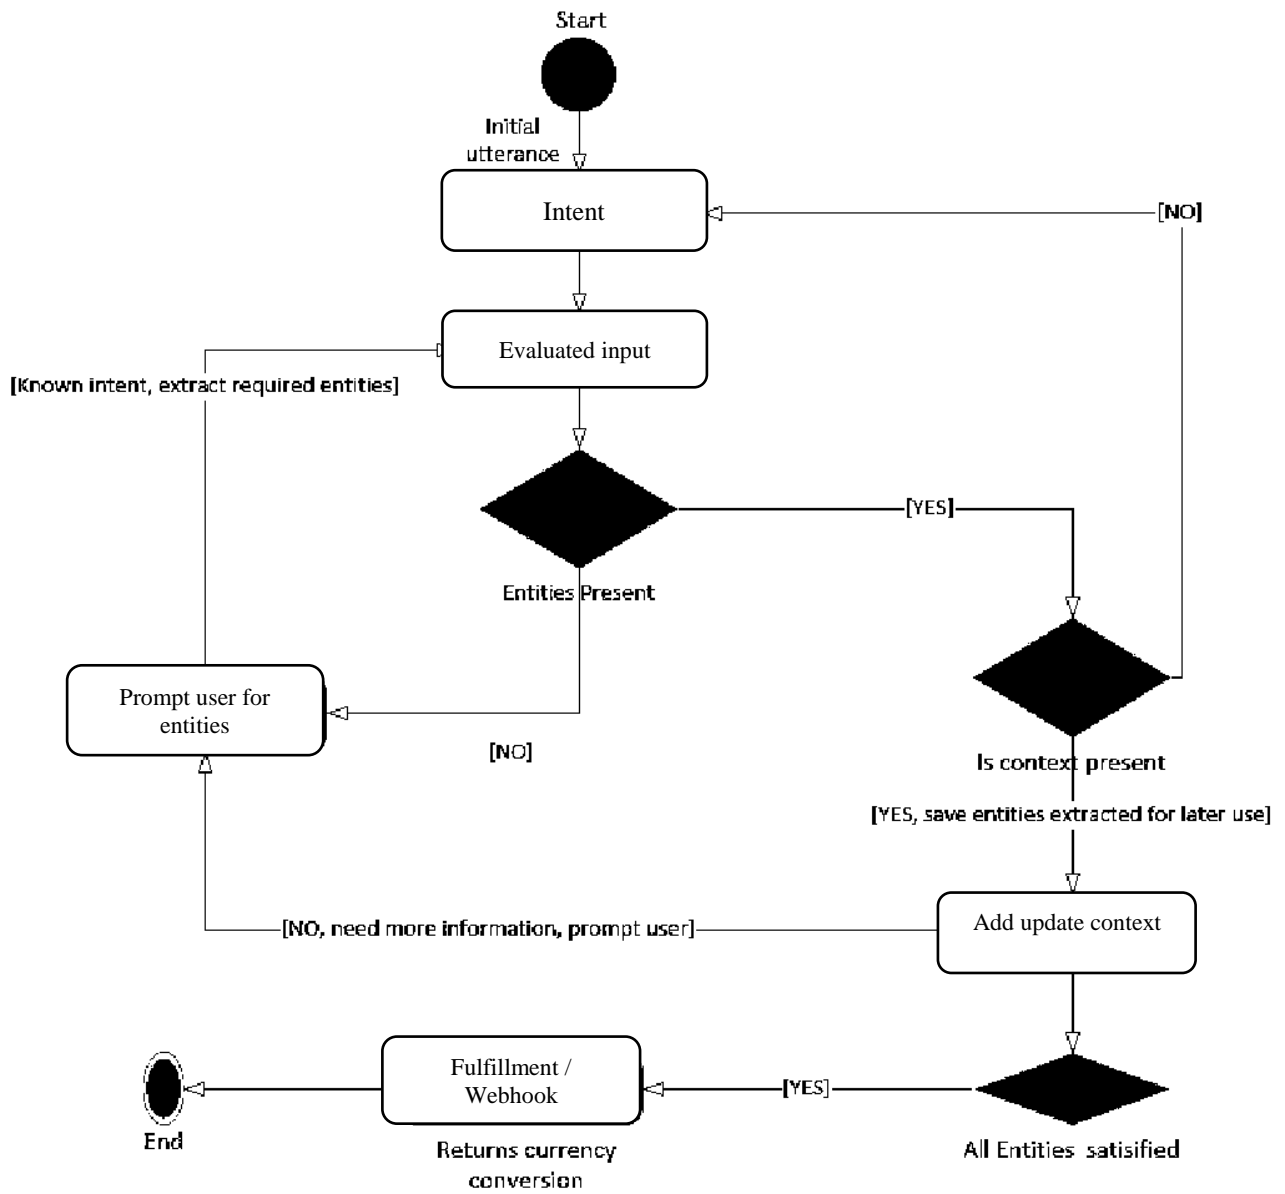 Start
Initial
utterance
Intent
[NO]
Evaluated input
[Known intent, extract required entities]
[YES]
Entities Present
Prompt user for
entities
[NO]
Is context present
[YES, save entities extracted for later use]
Add update context
[NO, need more information, prompt user]
Fulfillment /
Webhook
[YES]
End
Returns currency
conversion
All Entities satisified